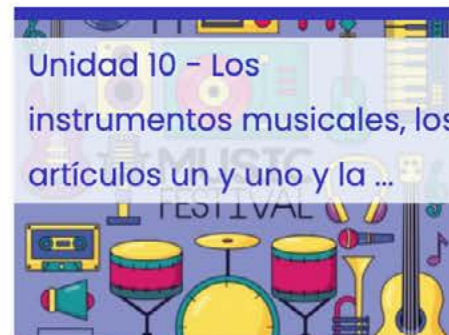 Unidad 10 - Los
instrumentos musicales, los
artículos un y uno y la ...
MUSIC
FESTIVAL